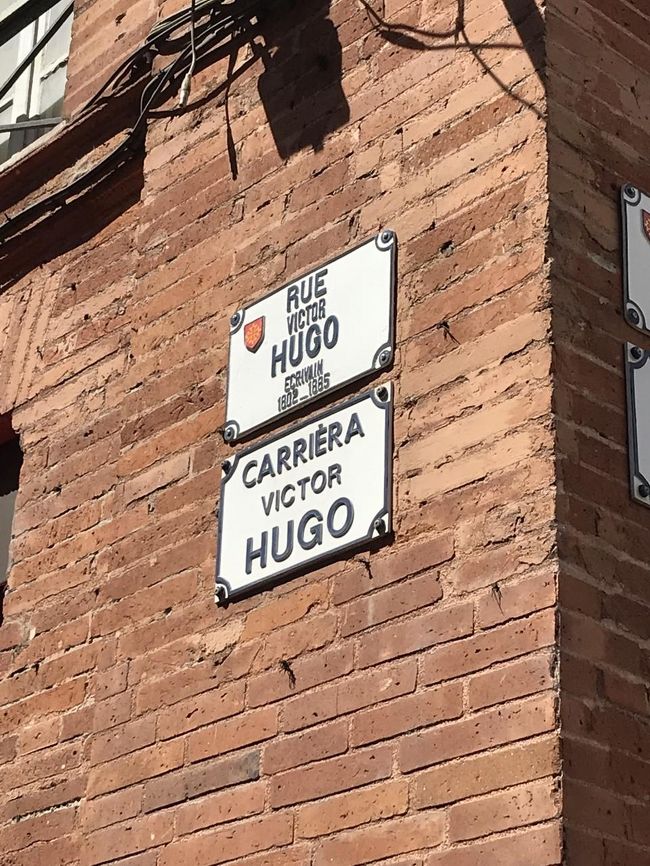 RUE
VICTOR
HUGO
ECRIVAIN
1802_1885
CARRIÈRA
VICTOR
HUGO